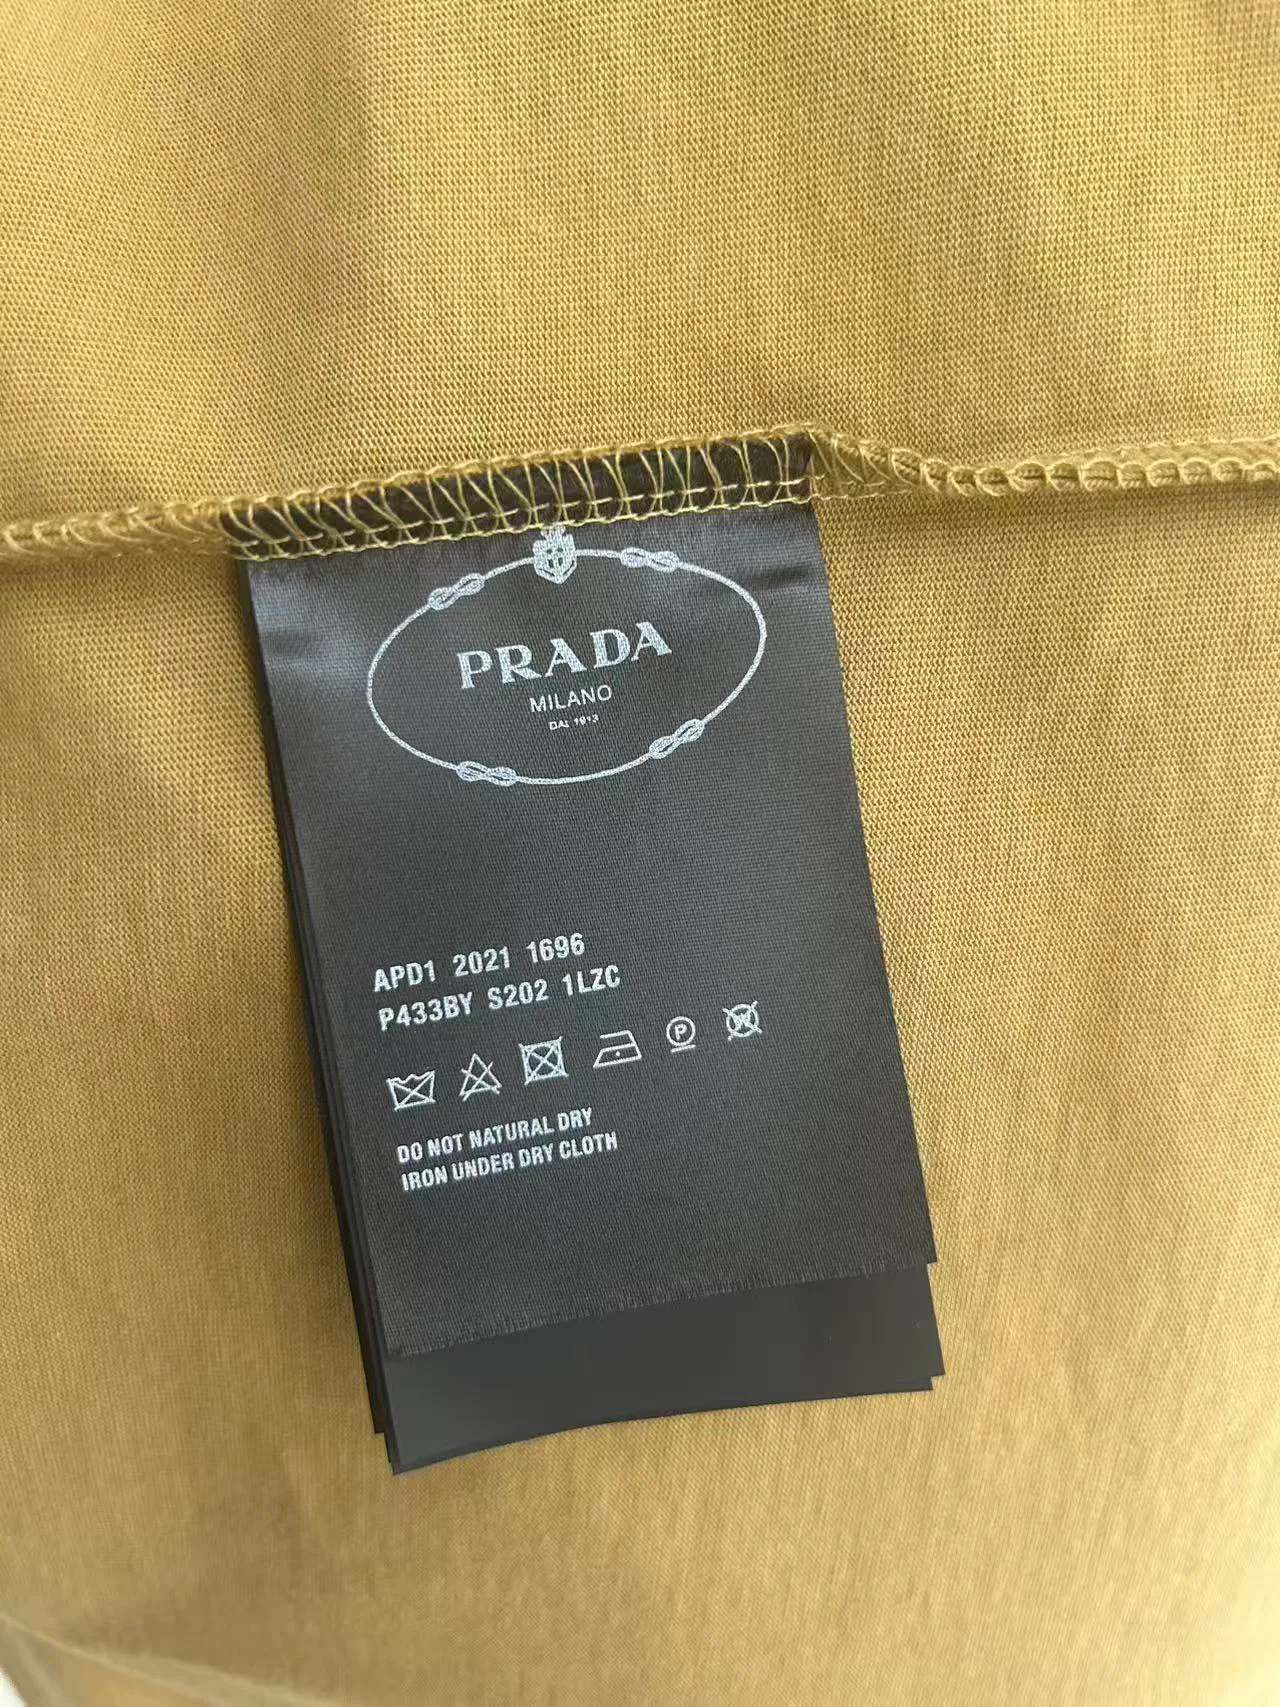 PRADA
MILANO
DAL 1913
APD1 2021 1696
P433BY S202 1LZC
P W
DO NOT NATURAL DRY
IRON UNDER DRY CLOTH